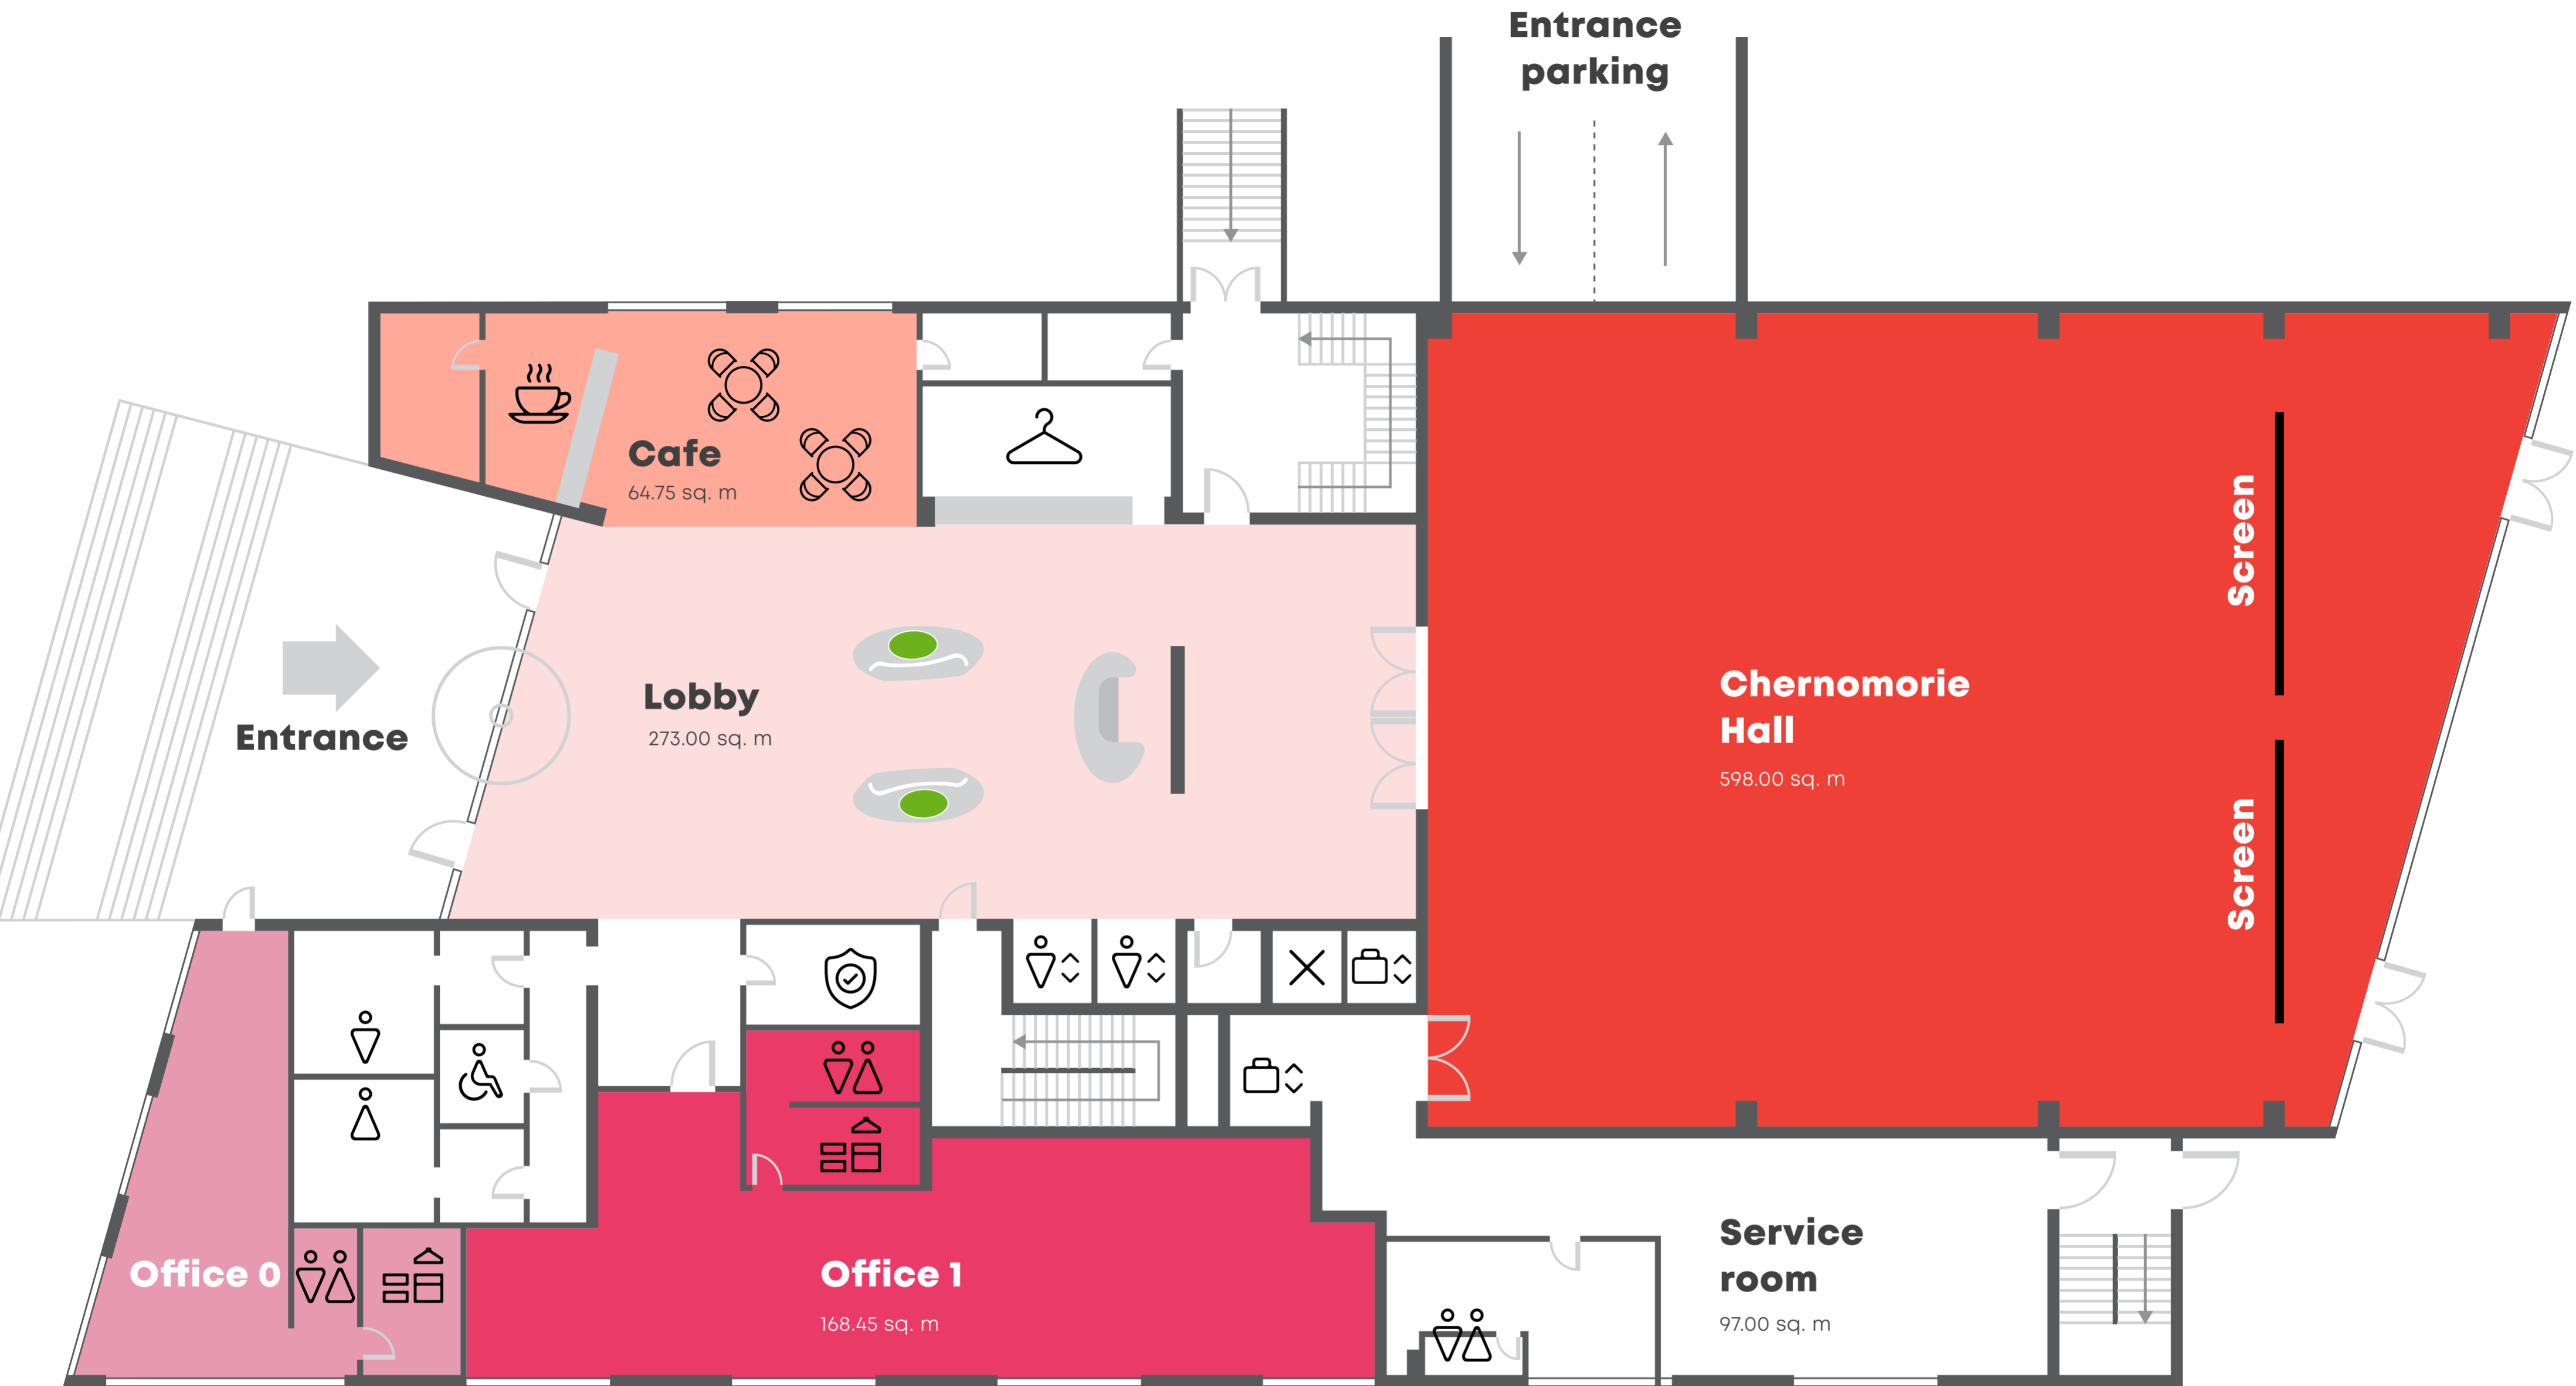 Entrance
parking
Cafe
64.75 sq. m
Screen
Lobby
273.00 sq. m
Entrance
Chernomorie
Hall
598.00 sq. m
Screen
Office 0
Office 1
168.45 sq. m
Service
room
97.00 sq. m